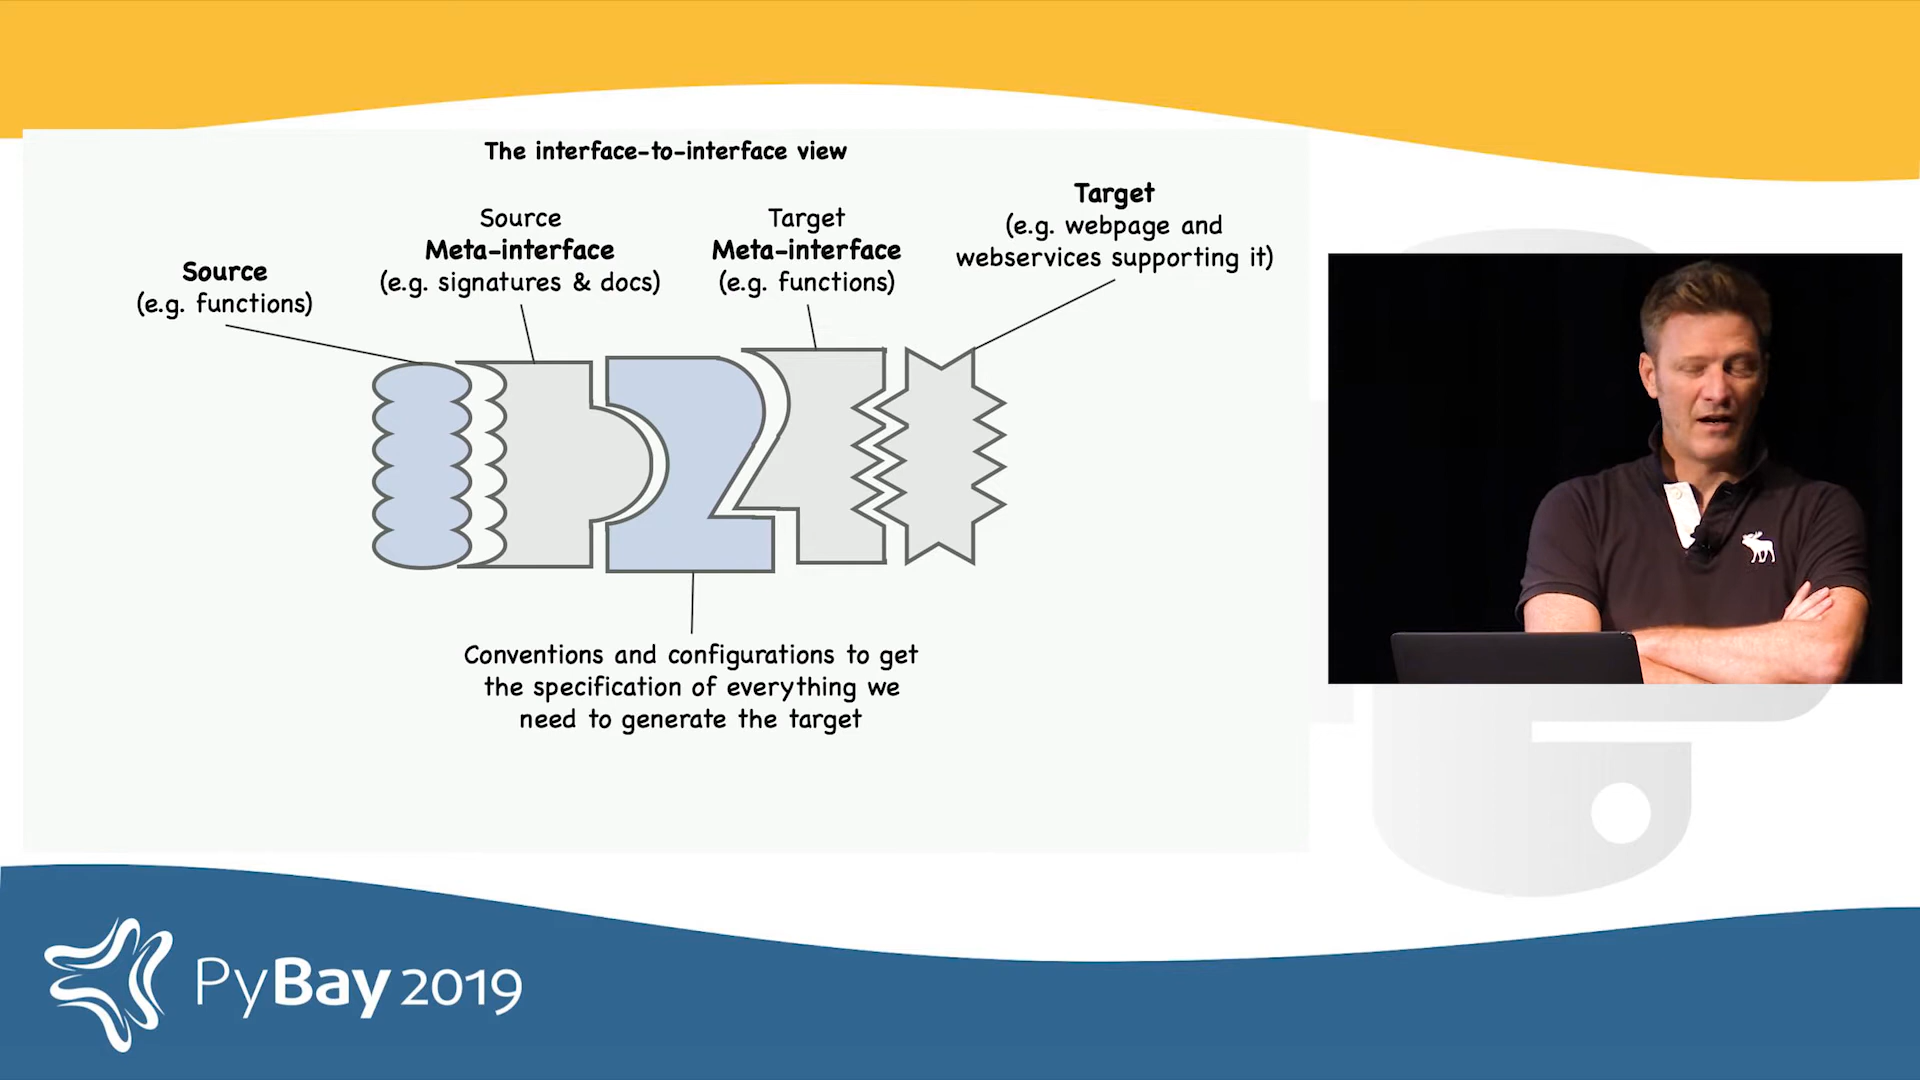 The interface-to-interface view
Source
(e.g. functions)
Source
Meta-interface
(e.g. signatures & docs)
Target
Meta-interface
(e.g. functions)
Target
(e.g. webpage and
webservices supporting it)
Conventions and configurations to get
the specification of everything we
need to generate the target
PyBay 2019